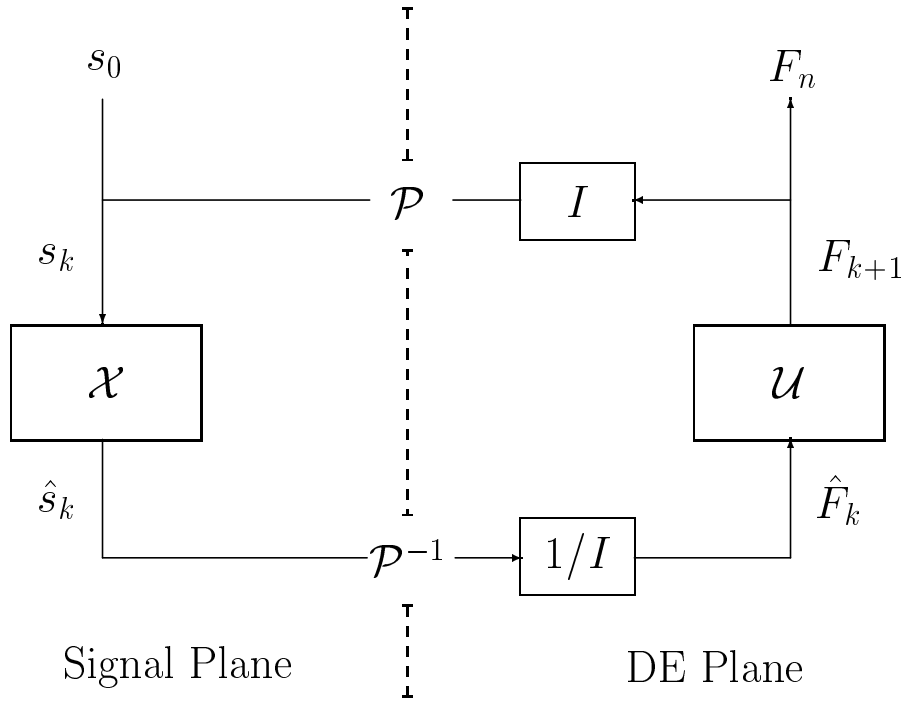 s_0
F_n
𝒫
I
s_k
F_{k+1}
𝒳
𝒰
ŝ_k
F̂_k
𝒫^{-1}
1/I
Signal Plane
DE Plane